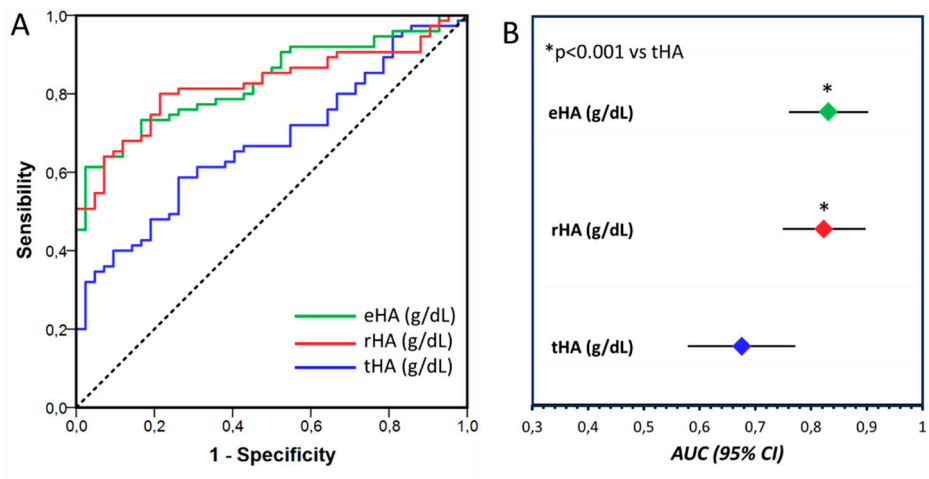 A
1,0
0,8
0,6
0,4
0,2
0,0
Sensibility
eHA (g/dL)
rHA (g/dL)
tHA (g/dL)
0,0 0,2 0,4 0,6 0,8 1,0
1 - Specificity
B
*p<0.001 vs tHA
*
eHA (g/dL)
*
rHA (g/dL)
tHA (g/dL)
0,3 0,4 0,5 0,6 0,7 0,8 0,9 1
AUC (95% CI)